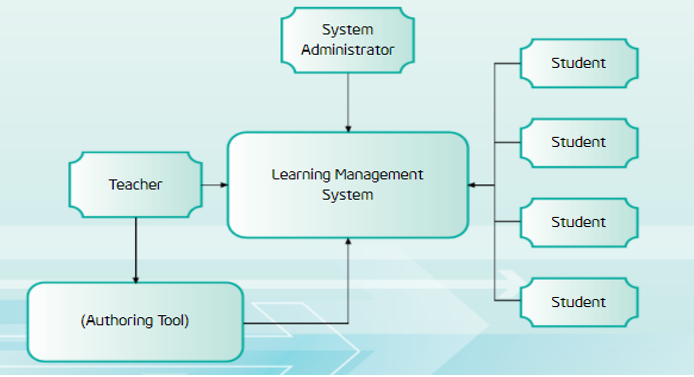 System
Administrator
Student
Student
Learning Management
System
Teacher
Student
Student
(Authoring Tool)